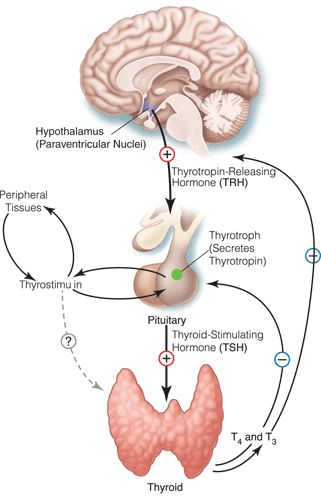 Hypothalamus
(Paraventricular Nuclei)
+
Thyrotropin-Releasing
Hormone (TRH)
Peripheral
Tissues
Thyrotroph
(Secretes
Thyrotropin)
−
Thyrostimu in
Pituitary
?
Thyroid-Stimulating
Hormone (TSH)
+
−
T4 and T3
Thyroid